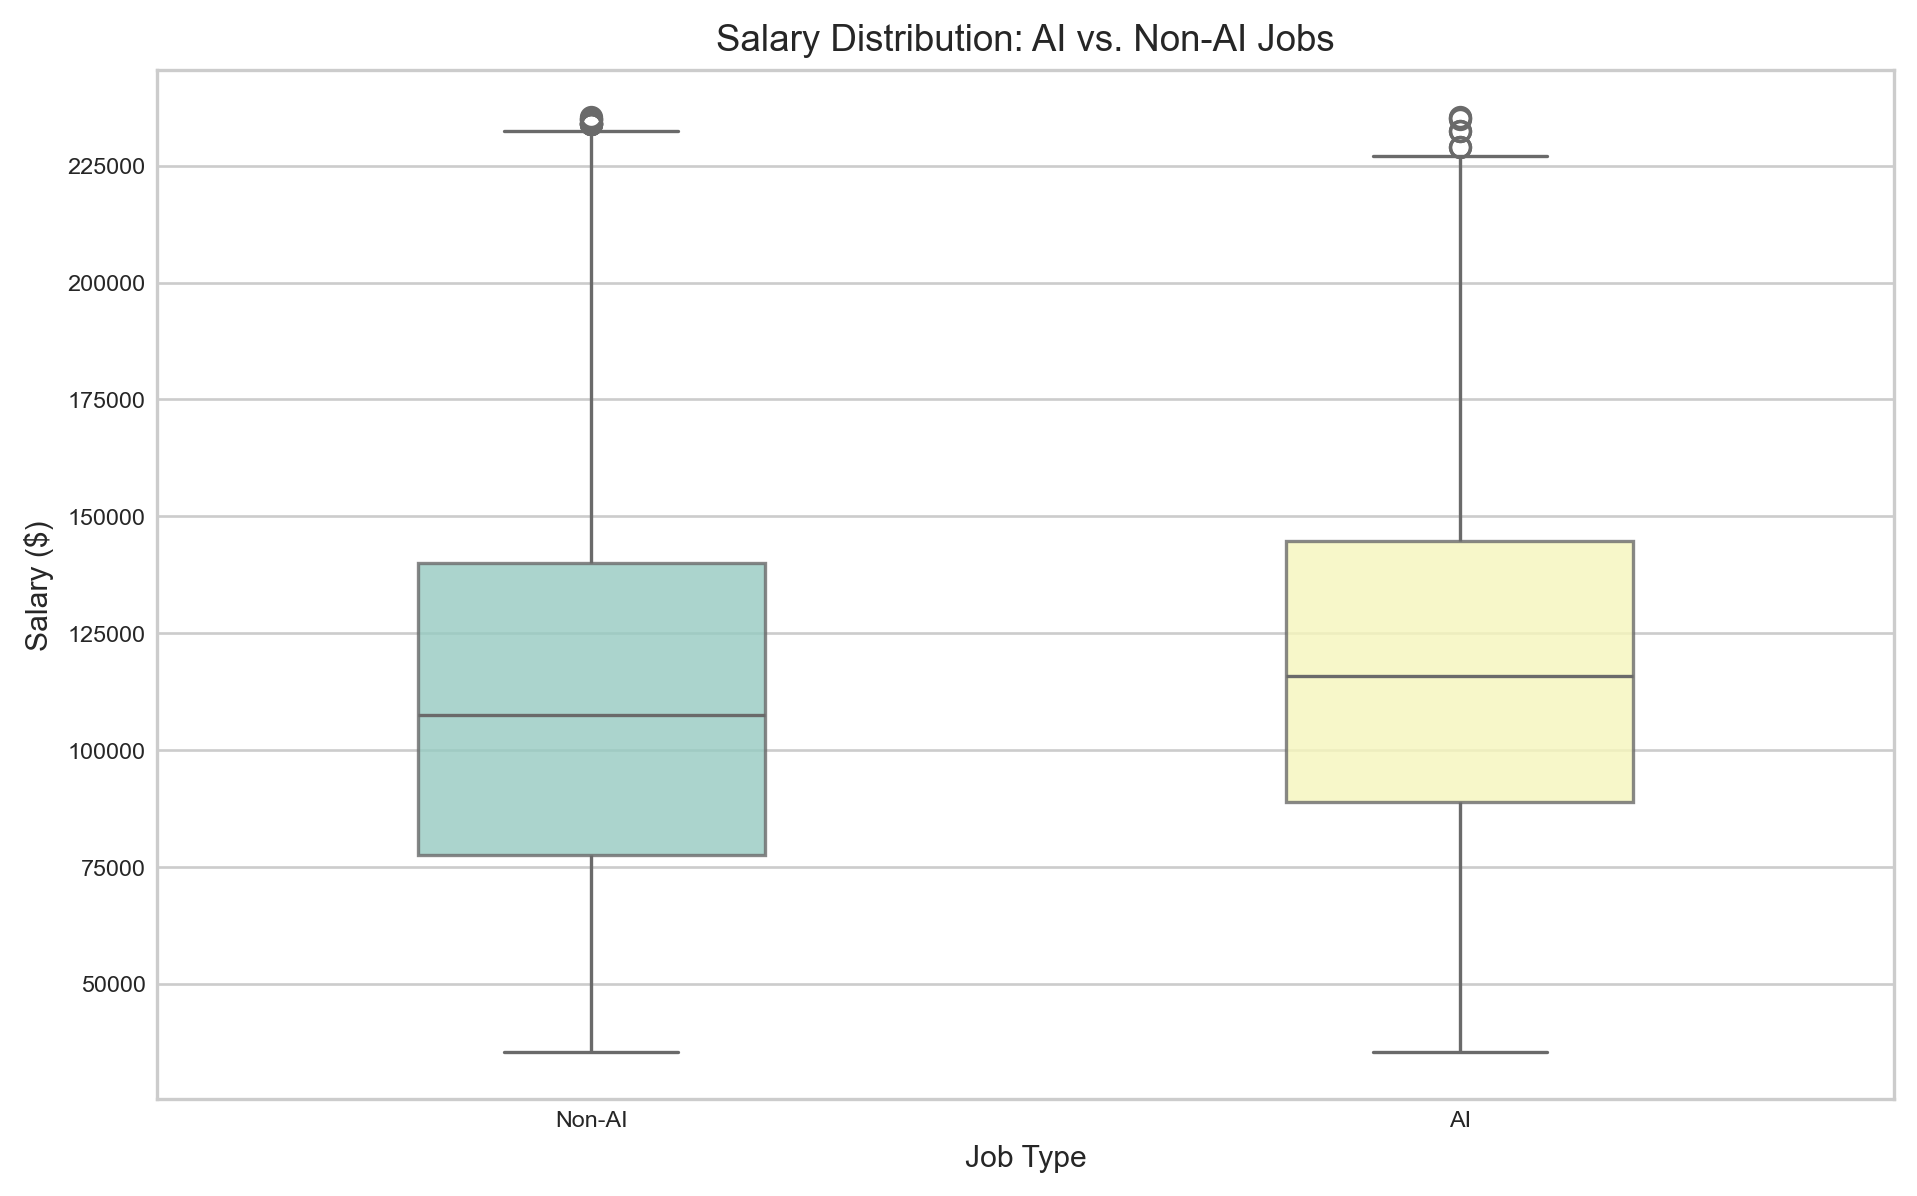 Salary Distribution: AI vs. Non-AI Jobs
Salary ($)
225000
200000
175000
150000
125000
100000
75000
50000
Non-AI
AI
Job Type